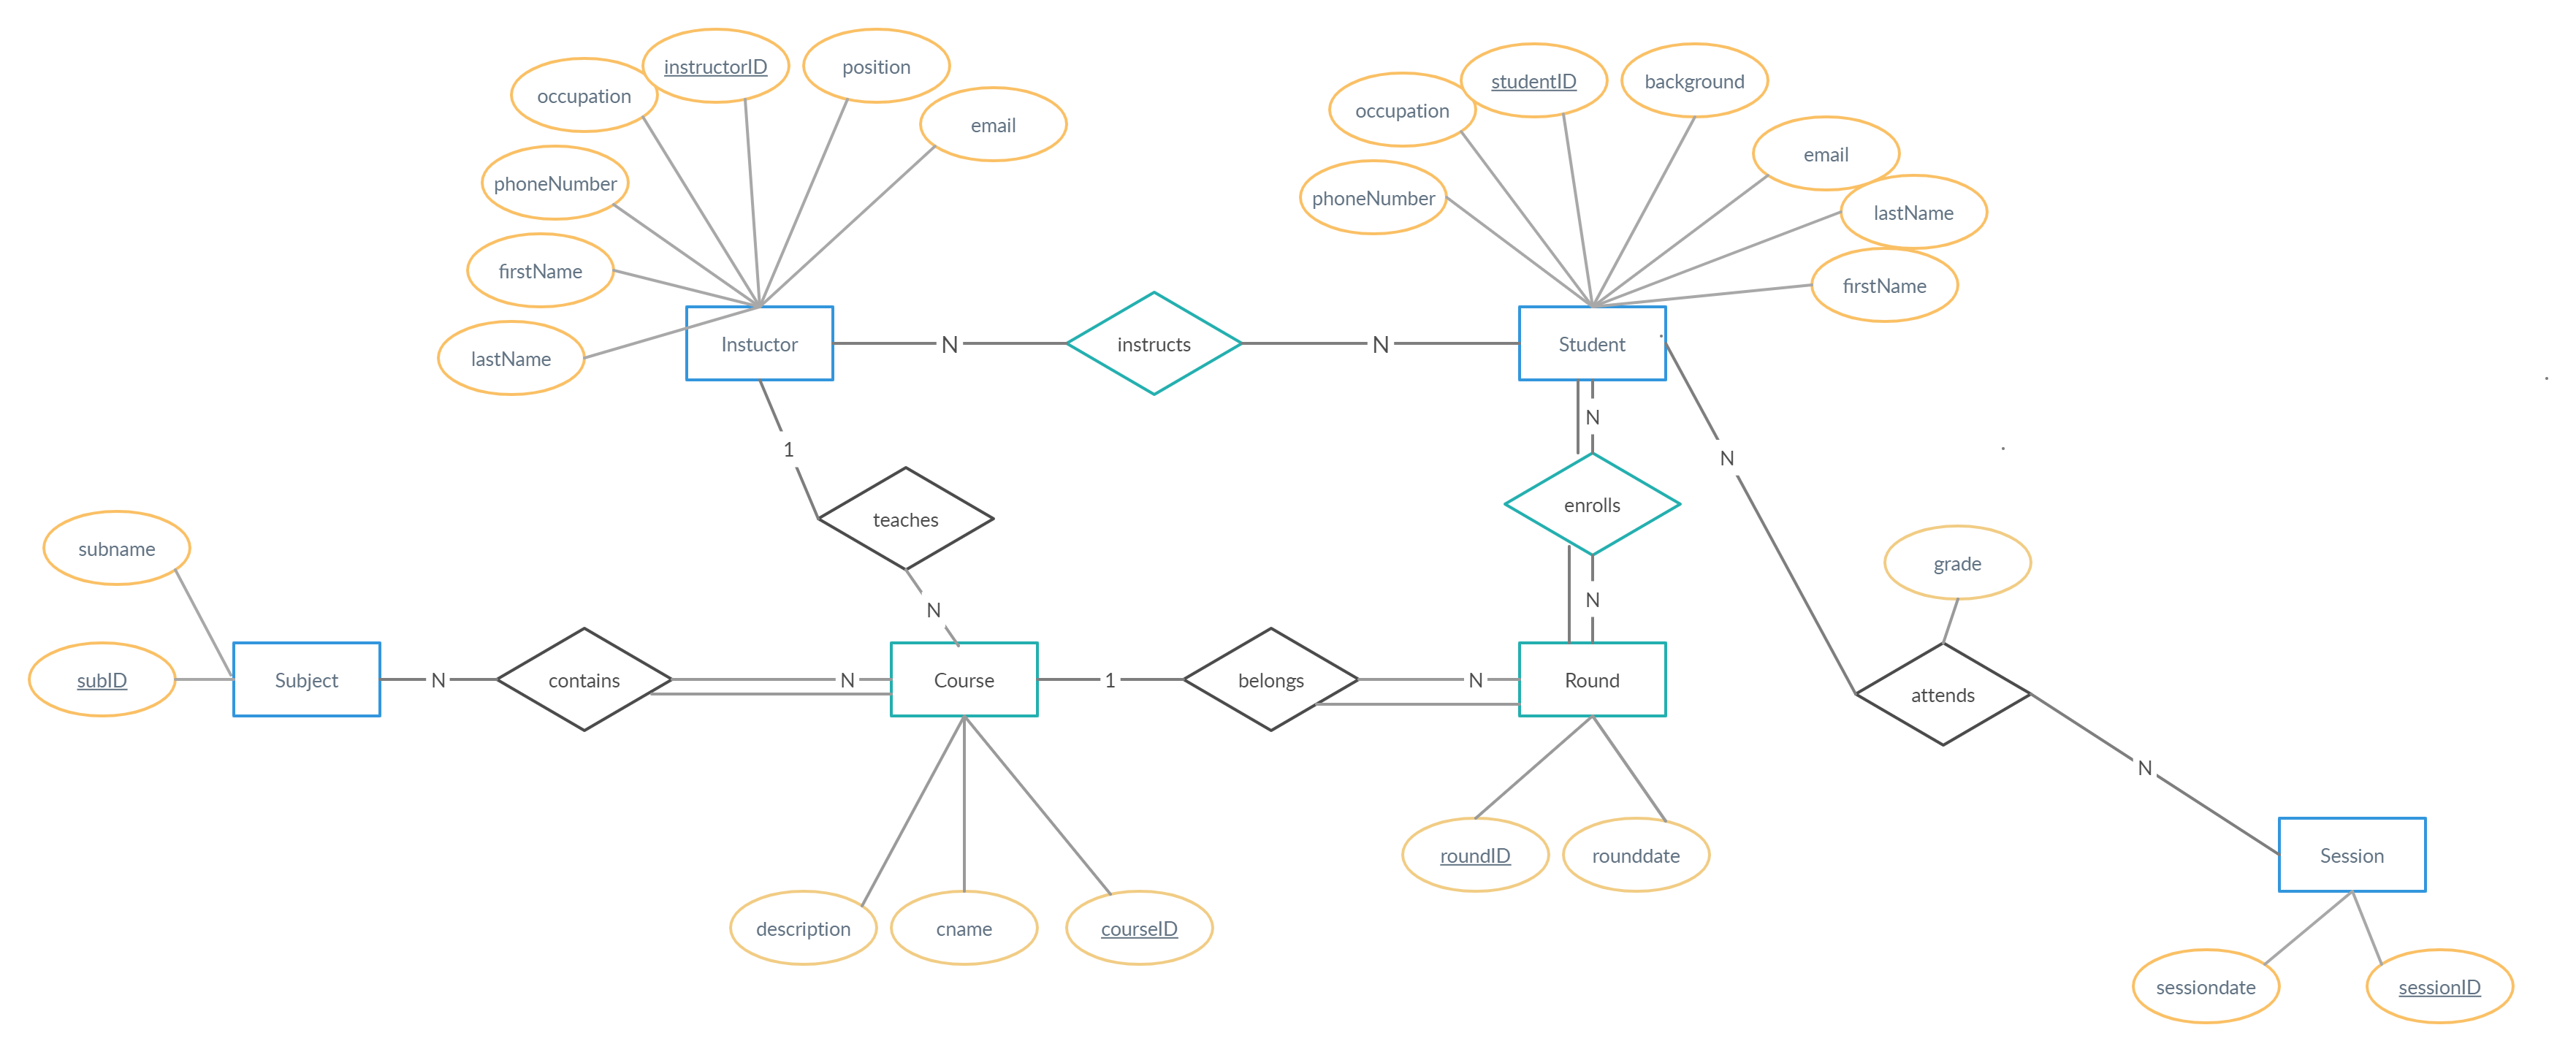 instructorID
position
occupation
email
phoneNumber
firstName
lastName
Instuctor
N
instructs
N
studentID
background
occupation
email
phoneNumber
lastName
firstName
Student
1
teaches
N
N
enrolls
N
N
grade
attends
N
subname
subID
Subject
N
contains
N
Course
1
belongs
N
Round
description
cname
courseID
roundID
rounddate
Session
sessiondate
sessionID